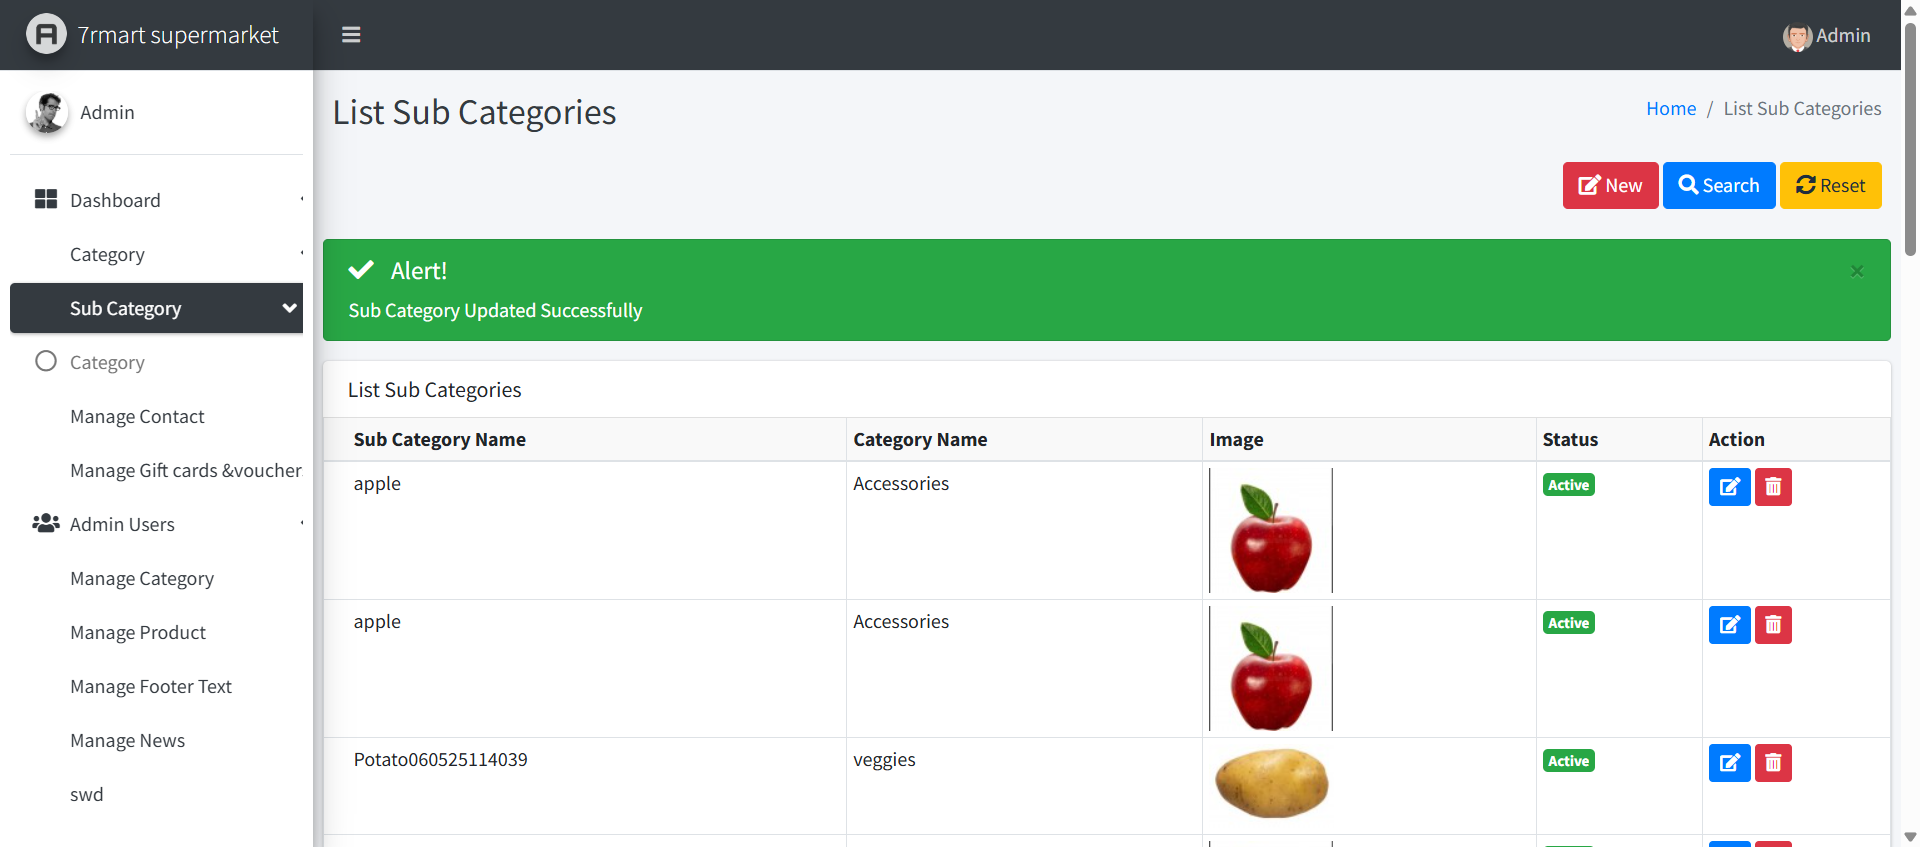 7rmart supermarket
Admin
Admin
Dashboard
Category
Sub Category
Category
Manage Contact
Manage Gift cards &voucher
Admin Users
Manage Category
Manage Product
Manage Footer Text
Manage News
swd
List Sub Categories
Home / List Sub Categories
New Search Reset
Alert!
×
Sub Category Updated Successfully
List Sub Categories
Sub Category Name Category Name Image Status Action
apple Accessories Active
apple Accessories Active
Potato060525114039 veggies Active